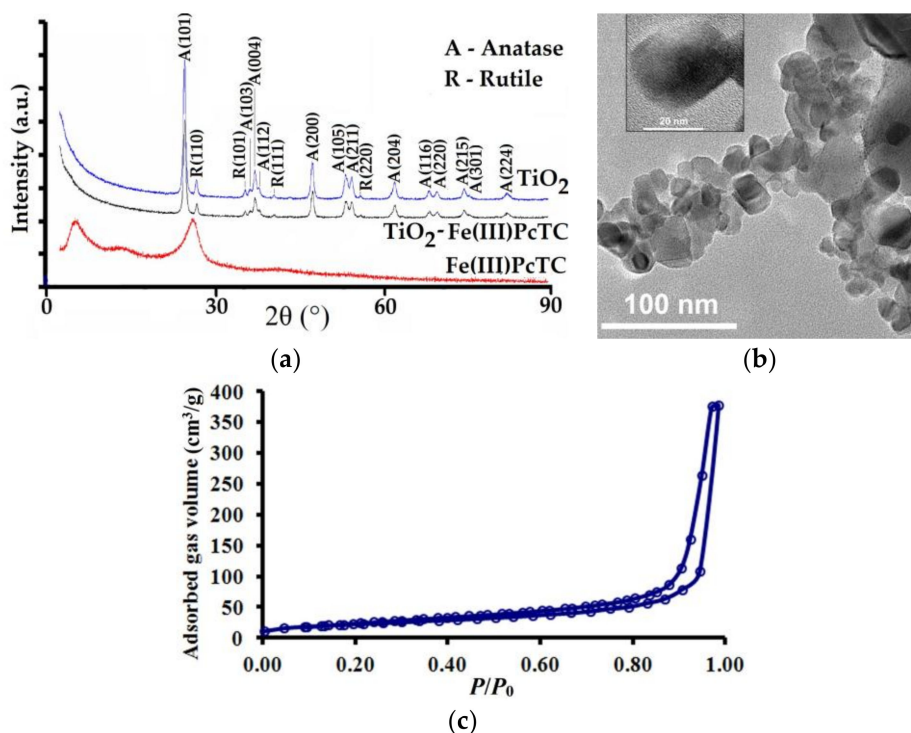 Intensity (a.u.)
A(101)
R(110)
R(101)
A(103)
A(004)
A(112)
R(111)
A(200)
A(105)
A(211)
R(220)
A(204)
A(116)
A(220)
A(215)
A(301)
A(224)
A - Anatase
R - Rutile
TiO₂
TiO₂-Fe(III)PcTC
Fe(III)PcTC
0 30 60 90
2θ (°)
(a)
20 nm
100 nm
(b)
Adsorbed gas volume (cm³/g)
400
350
300
250
200
150
100
50
0
0.00 0.20 0.40 0.60 0.80 1.00
P/P₀
(c)